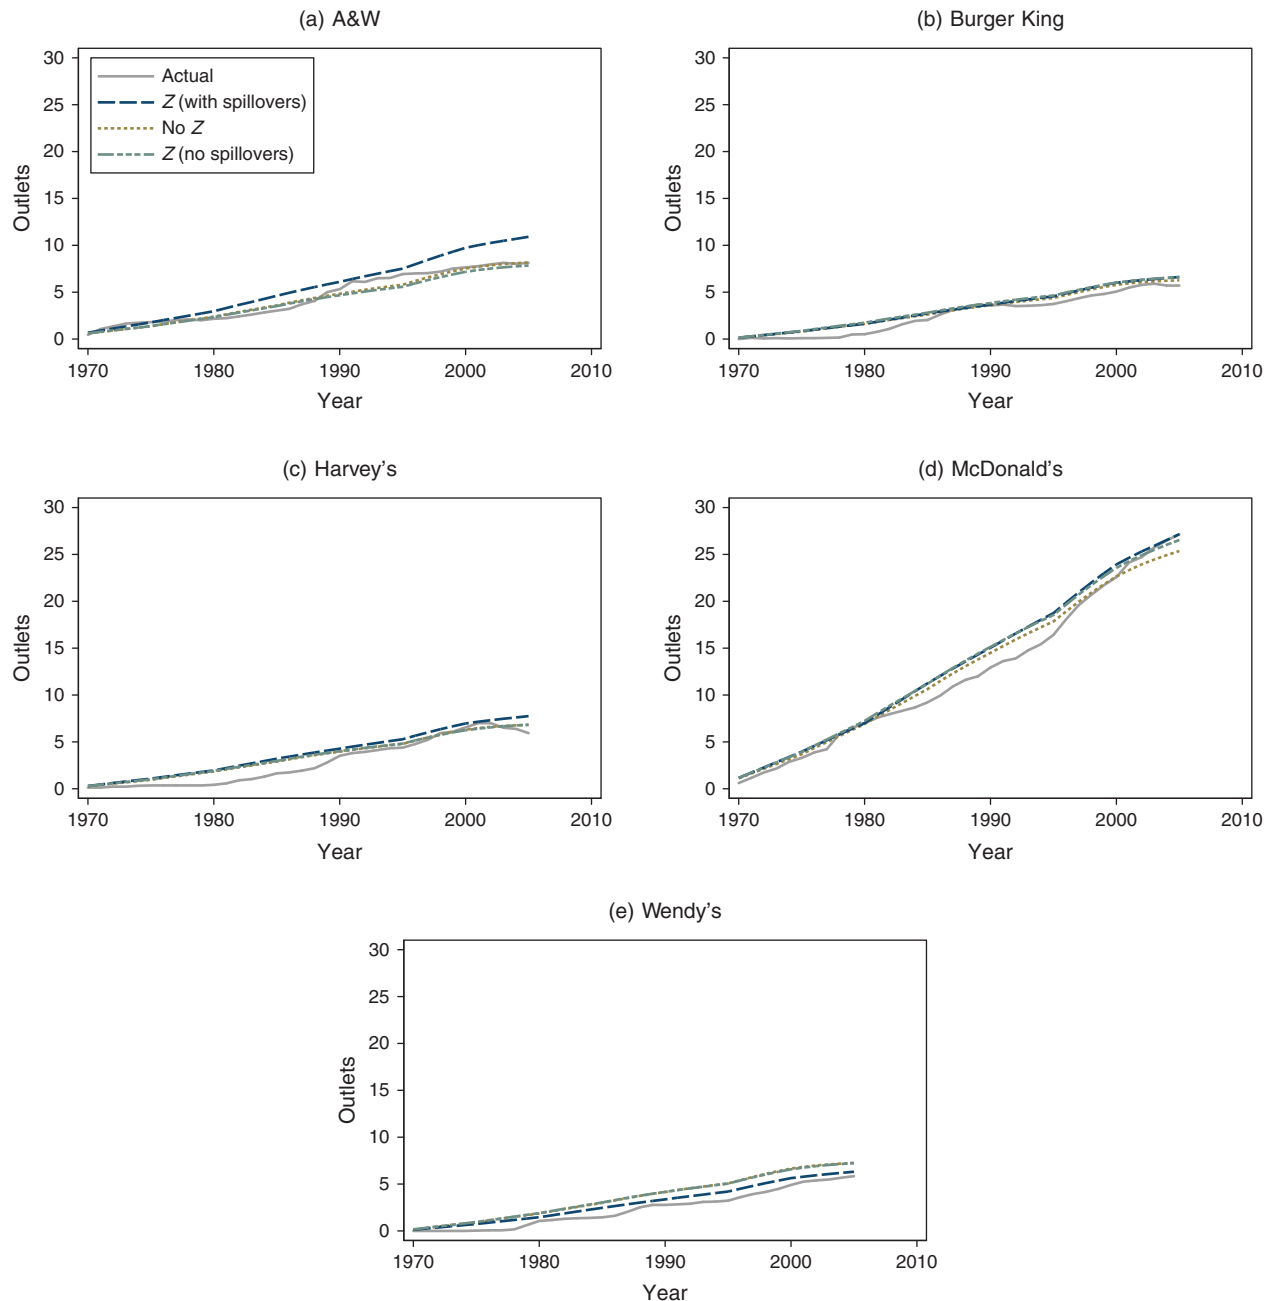 (a) A&W
30
25
20
15
10
5
0
Outlets
Actual
Z (with spillovers)
No Z
Z (no spillovers)
1970 1980 1990 2000 2010
Year
(b) Burger King
30
25
20
15
10
5
0
Outlets
1970 1980 1990 2000 2010
Year
(c) Harvey’s
30
25
20
15
10
5
0
Outlets
1970 1980 1990 2000 2010
Year
(d) McDonald’s
30
25
20
15
10
5
0
Outlets
1970 1980 1990 2000 2010
Year
(e) Wendy’s
30
25
20
15
10
5
0
Outlets
1970 1980 1990 2000 2010
Year